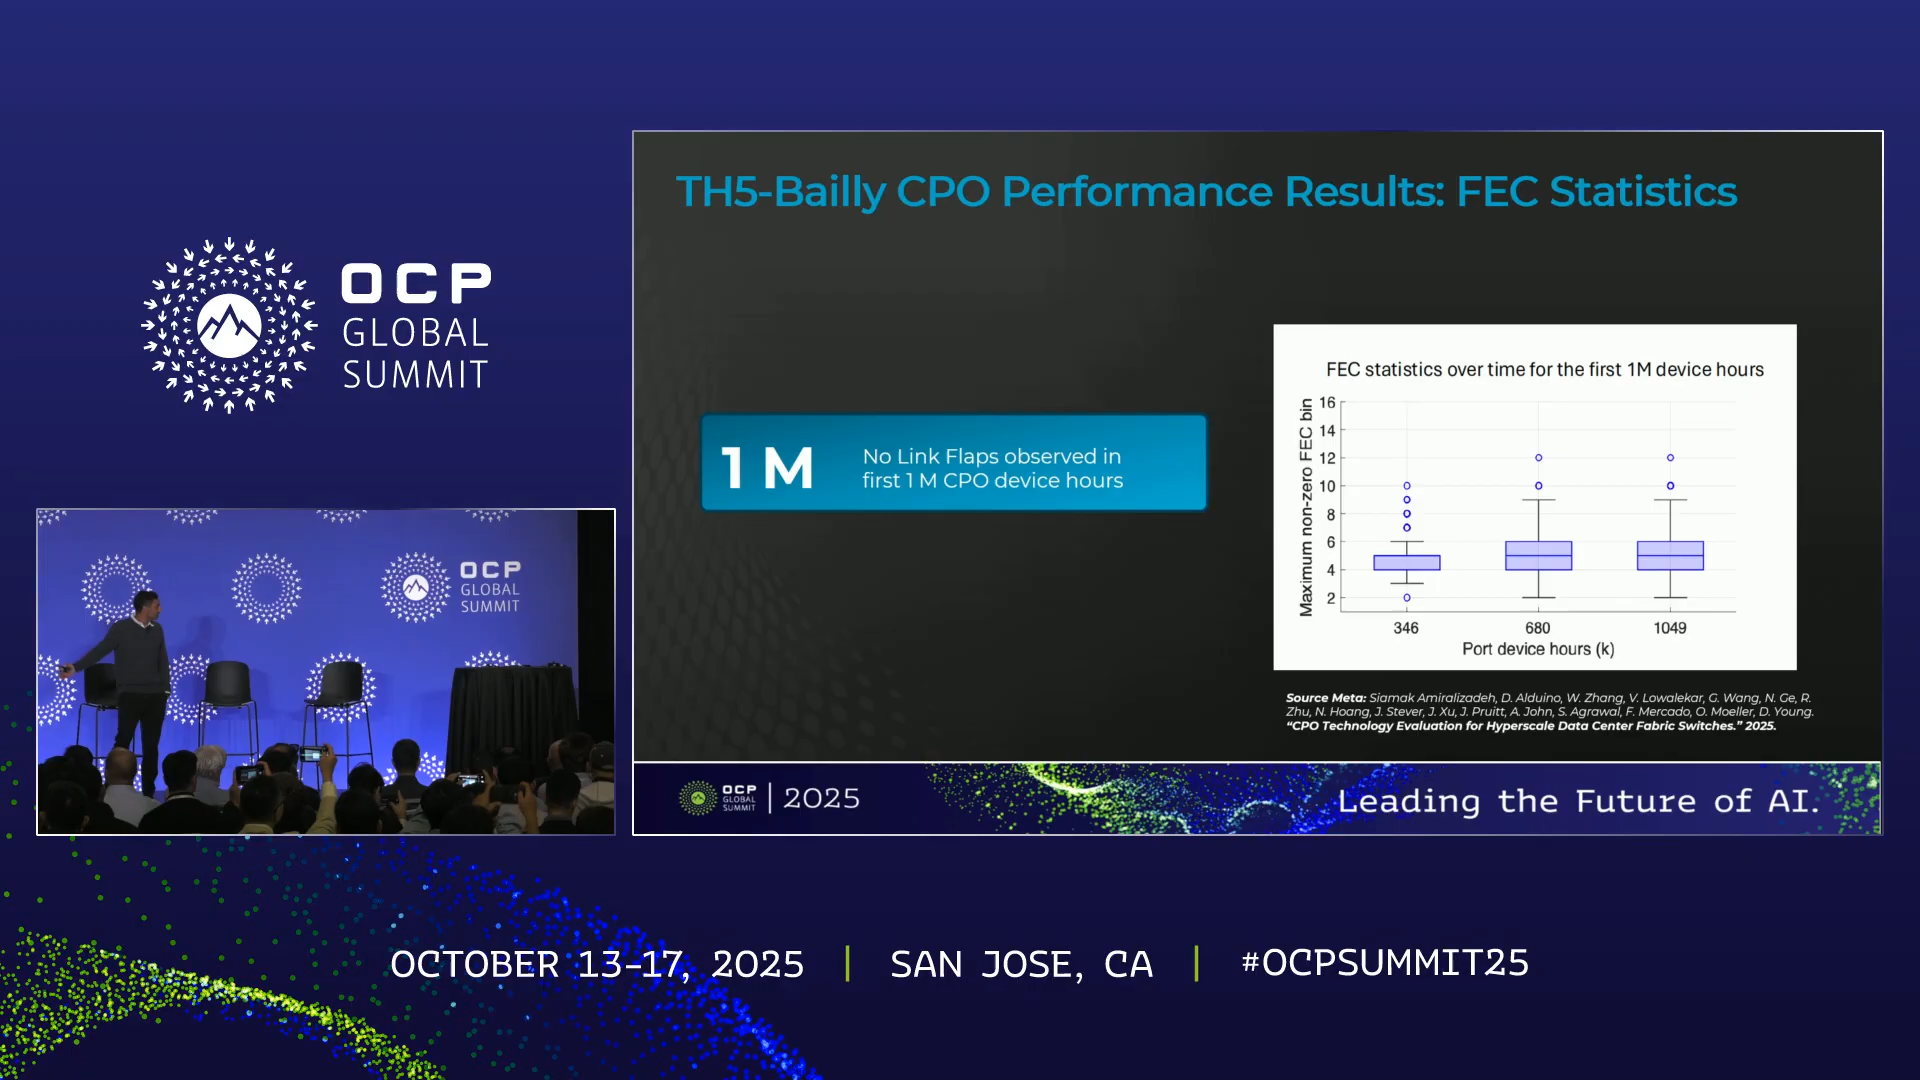 OCP
GLOBAL
SUMMIT
OCP
GLOBAL
SUMMIT
TH5-Bailly CPO Performance Results: FEC Statistics
1 M
No Link Flaps observed in
first 1 M CPO device hours
FEC statistics over time for the first 1M device hours
Maximum non-zero FEC bin
16
14
12
10
8
6
4
2
346 680 1049
Port device hours (k)
Source Meta: Siamak Amiralizadeh, D. Alduino, W. Zhang, V. Lowalekar, G. Wang, N. Ge, R.
Zhu, N. Hoang, J. Stever, J. Xu, J. Pruitt, A. John, S. Agrawal, F. Mercado, O. Moeller, D. Young.
“CPO Technology Evaluation for Hyperscale Data Center Fabric Switches.” 2025.
OCP
GLOBAL
SUMMIT
2025
Leading the Future of AI.
OCTOBER 13-17, 2025 | SAN JOSE, CA | #OCPSUMMIT25